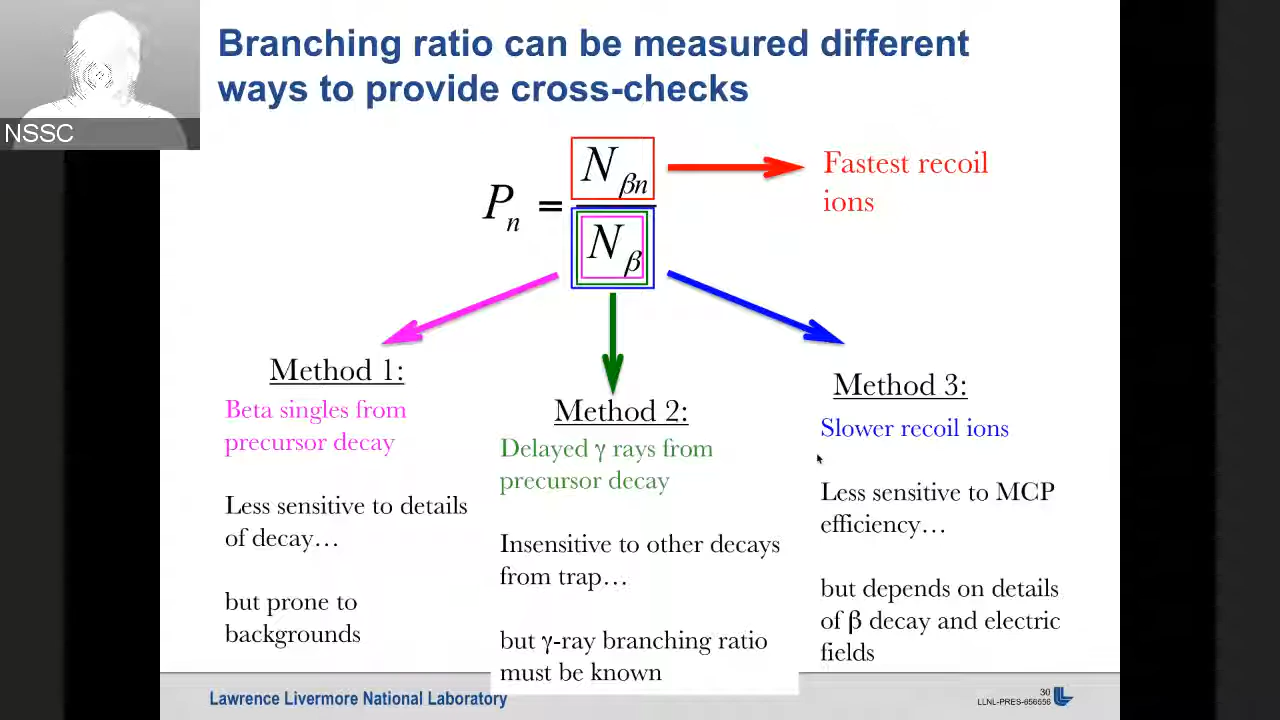 NSSC
Branching ratio can be measured different
ways to provide cross-checks
Pn = Nβn
Nβ
Fastest recoil
ions
Method 1:
Beta singles from
precursor decay
Less sensitive to details
of decay…
but prone to
backgrounds
Method 2:
Delayed γ rays from
precursor decay
Insensitive to other decays
from trap…
but γ-ray branching ratio
must be known
Method 3:
Slower recoil ions
Less sensitive to MCP
efficiency…
but depends on details
of β decay and electric
fields
Lawrence Livermore National Laboratory
30
LLNL-PRES-656556